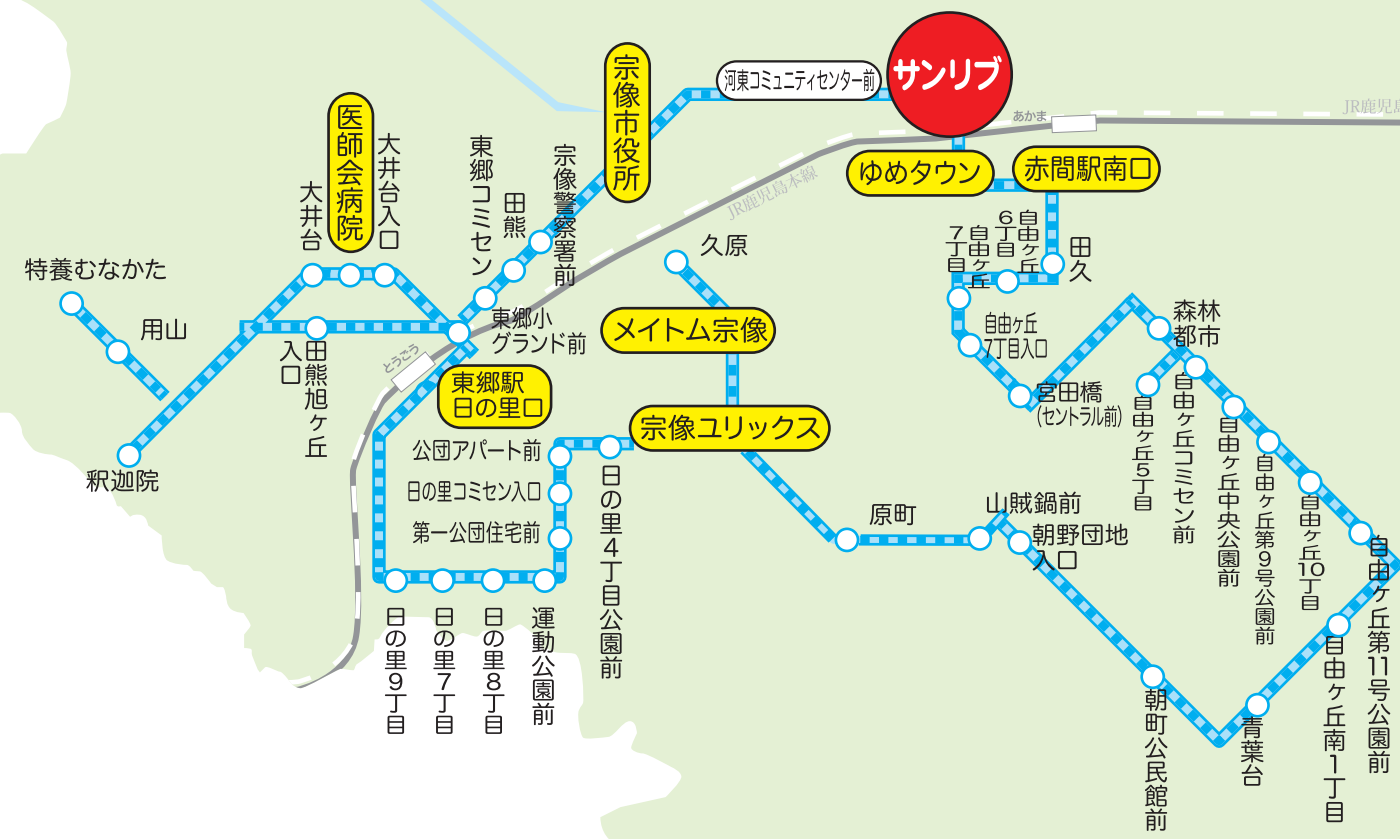 サンリブ
河東コミュニティセンター前
宗像市役所
宗像警察署前
田熊
東郷コミセン
大井台入口
医師会病院
大井台
特養むなかた
用山
釈迦院
田熊旭ヶ丘
入口
東郷小
グランド前
とうごう
東郷駅
日の里口
公団アパート前
日の里コミセン入口
第一公団住宅前
日の里9丁目
日の里7丁目
日の里8丁目
運動公園前
日の里4丁目公園前
久原
メイトム宗像
宗像ユリックス
原町
山賊鍋前
朝野団地
入口
朝町公民館前
青葉台
自由ヶ丘南1丁目
自由ヶ丘第11号公園前
自由ヶ丘10丁目
自由ヶ丘第9号公園前
自由ヶ丘中央公園前
自由ヶ丘コミセン前
自由ヶ丘5丁目
森林
都市
宮田橋
(セントラル前)
自由ヶ丘
7丁目入口
自由ヶ丘
7丁目
自由ヶ丘
6丁目
田久
赤間駅南口
ゆめタウン
あかま
JR鹿児島本線
JR鹿児島